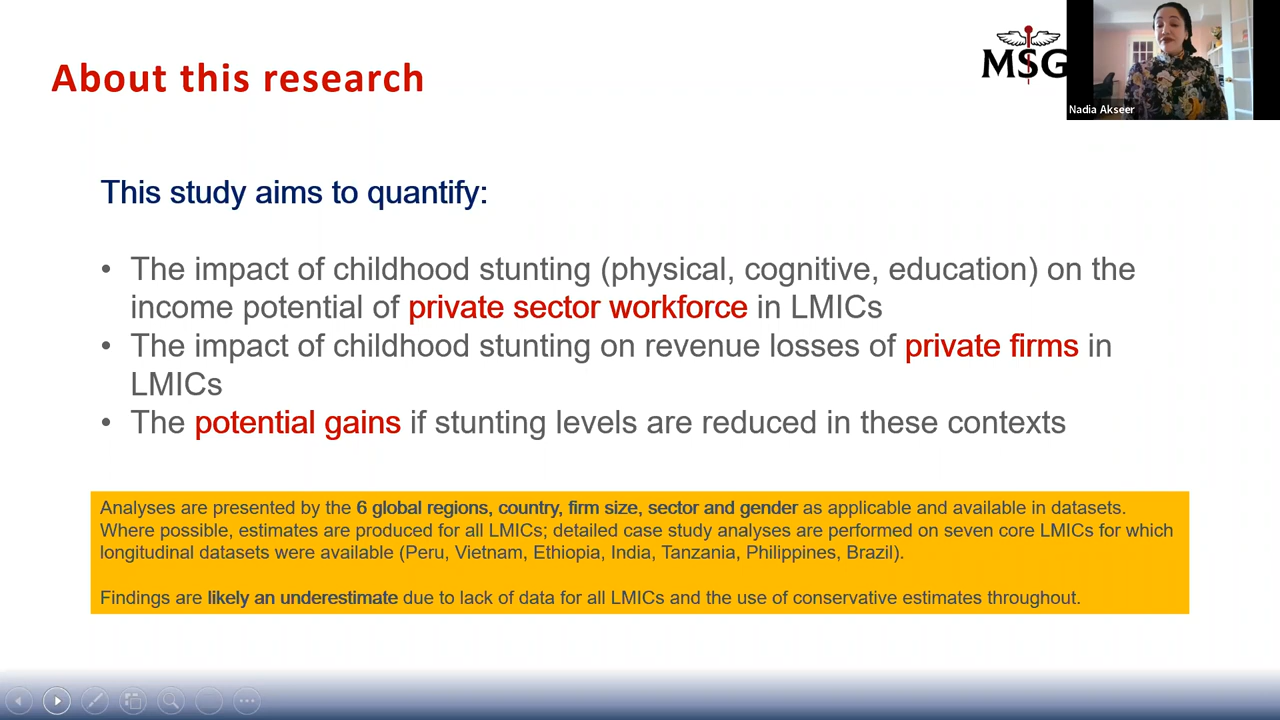 About this research
MSG
Nadia Akseer
This study aims to quantify:
• The impact of childhood stunting (physical, cognitive, education) on the
income potential of private sector workforce in LMICs
• The impact of childhood stunting on revenue losses of private firms in
LMICs
• The potential gains if stunting levels are reduced in these contexts
Analyses are presented by the 6 global regions, country, firm size, sector and gender as applicable and available in datasets.
Where possible, estimates are produced for all LMICs; detailed case study analyses are performed on seven core LMICs for which
longitudinal datasets were available (Peru, Vietnam, Ethiopia, India, Tanzania, Philippines, Brazil).
Findings are likely an underestimate due to lack of data for all LMICs and the use of conservative estimates throughout.